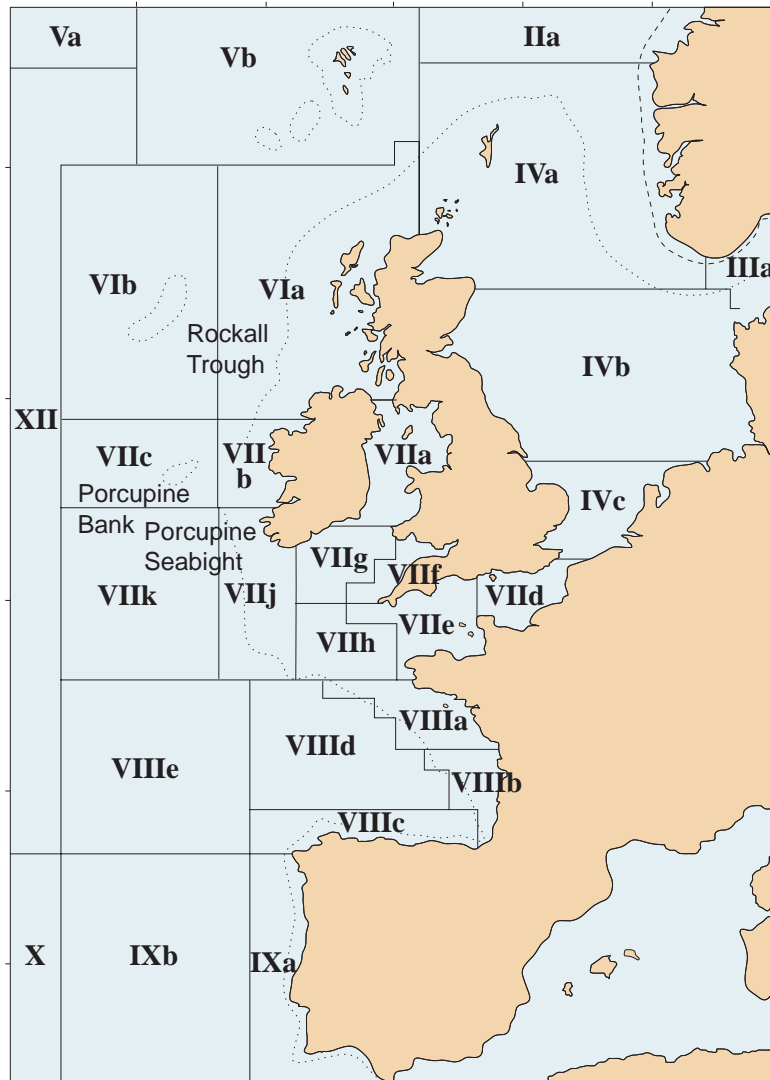 Va
Vb
IIa
IVa
VIb
VIa
IIIa
Rockall
Trough
IVb
XII
VIIc
VII
b
VIIa
Porcupine
Bank
IVc
Porcupine
Seabight
VIIg
VIIf
VIIk
VIIj
VIId
VIIe
VIIh
VIIIa
VIIId
VIIIe
VIIIb
VIIIc
X
IXb
IXa